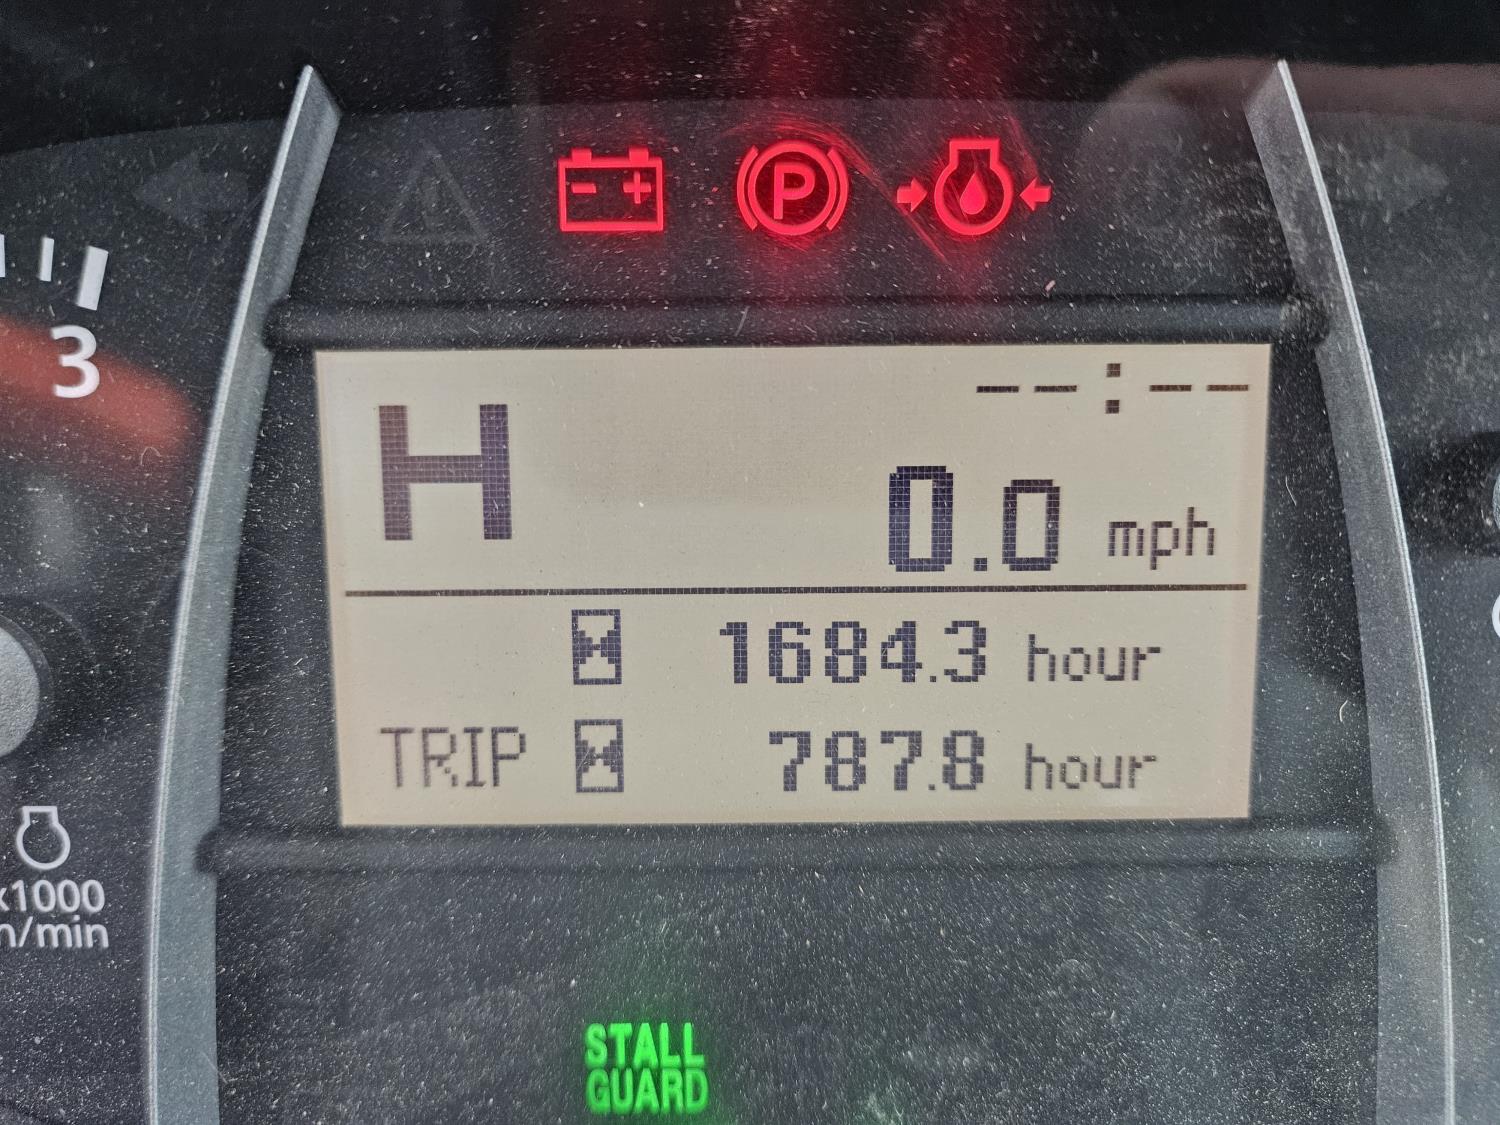 P
3
--:--
H
0.0 mph
1684.3 hour
TRIP 787.8 hour
x1000
n/min
STALL
GUARD